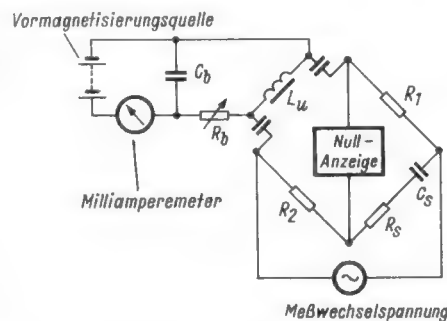 Vormagnetisierungsquelle
C_b
L_u
R_1
R_b
Null-
Anzeige
C_s
Milliamperemeter
R_2
R_s
Meßwechselspannung